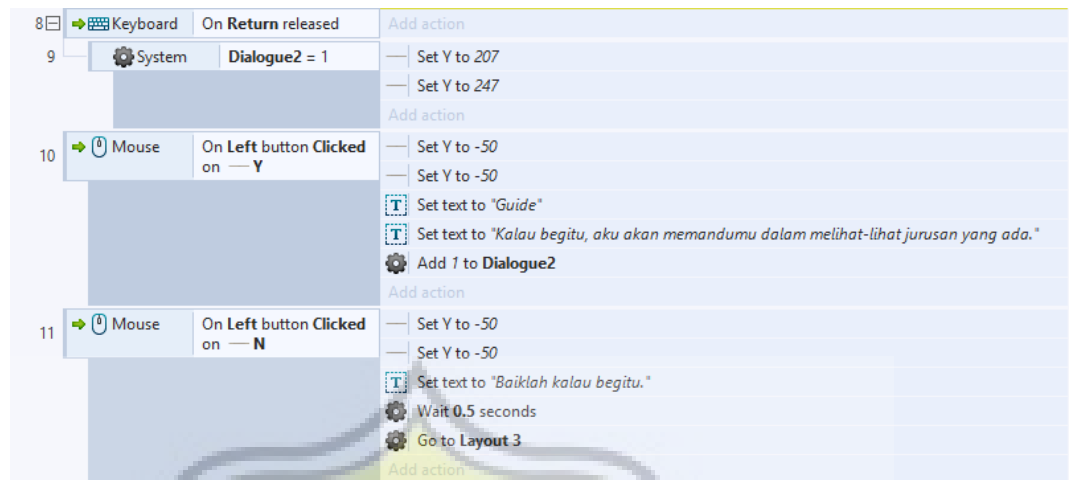 8 Keyboard On Return released Add action
9 System Dialogue2 = 1 Set Y to 207
Set Y to 247
Add action
10 Mouse On Left button Clicked on Y Set Y to -50
Set Y to -50
T Set text to "Guide"
T Set text to "Kalau begitu, aku akan memandumu dalam melihat-lihat jurusan yang ada."
Add 1 to Dialogue2
Add action
11 Mouse On Left button Clicked on N Set Y to -50
Set Y to -50
T Set text to "Baiklah kalau begitu."
Wait 0.5 seconds
Go to Layout 3
Add action